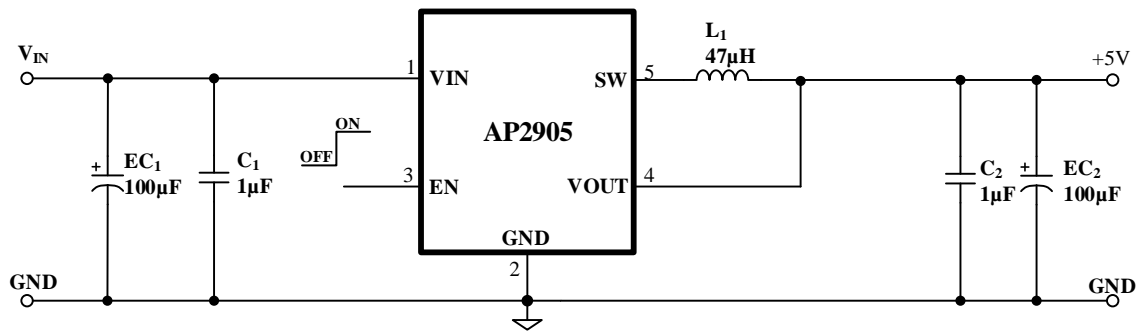 V_IN
EC₁
100µF
C₁
1µF
OFF
ON
1
VIN
3
EN
AP2905
GND
2
SW
5
VOUT
4
L₁
47µH
+5V
C₂
1µF
EC₂
100µF
GND
GND
+
+